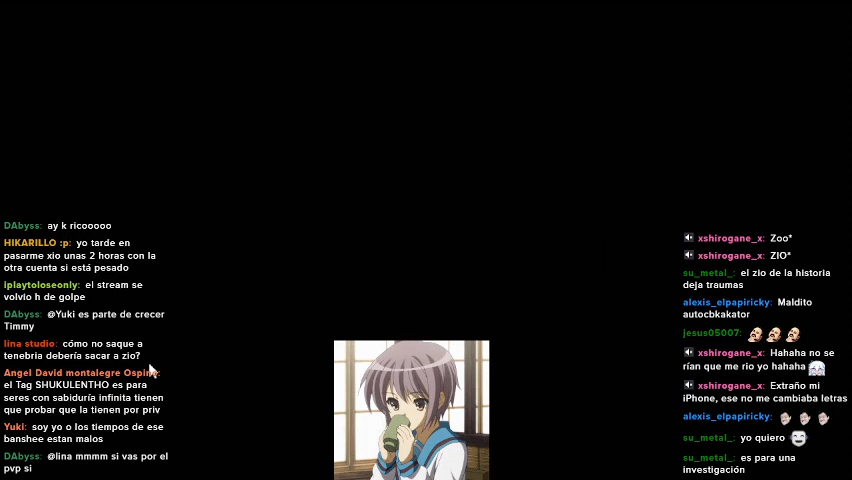 DAbyss: ay k ricooooo
HIKARILLO :p: yo tarde en
pasarme xio unas 2 horas con la
otra cuenta si está pesado
iplaytoloseonly: el stream se
volvio h de golpe
DAbyss: @Yuki es parte de crecer
Timmy
lina studio: cómo no saque a
tenebria debería sacar a zio?
Angel David montalegre Ospina:
el Tag SHUKULENTHO es para
seres con sabiduría infinita tienen
que probar que la tienen por priv
Yuki: soy yo o los tiempos de ese
banshee estan malos
DAbyss: @lina mmmm si vas por el
pvp si
xshirogane_x: Zoo*
xshirogane_x: ZIO*
su_metal_: el zio de la historia
deja traumas
alexis_elpapiricky: Maldito
autocbkakator
jesus05007:
xshirogane_x: Hahaha no se
rían que me rio yo hahaha
xshirogane_x: Extraño mi
iPhone, ese no me cambiaba letras
alexis_elpapiricky:
su_metal_: yo quiero
su_metal_: es para una
investigación